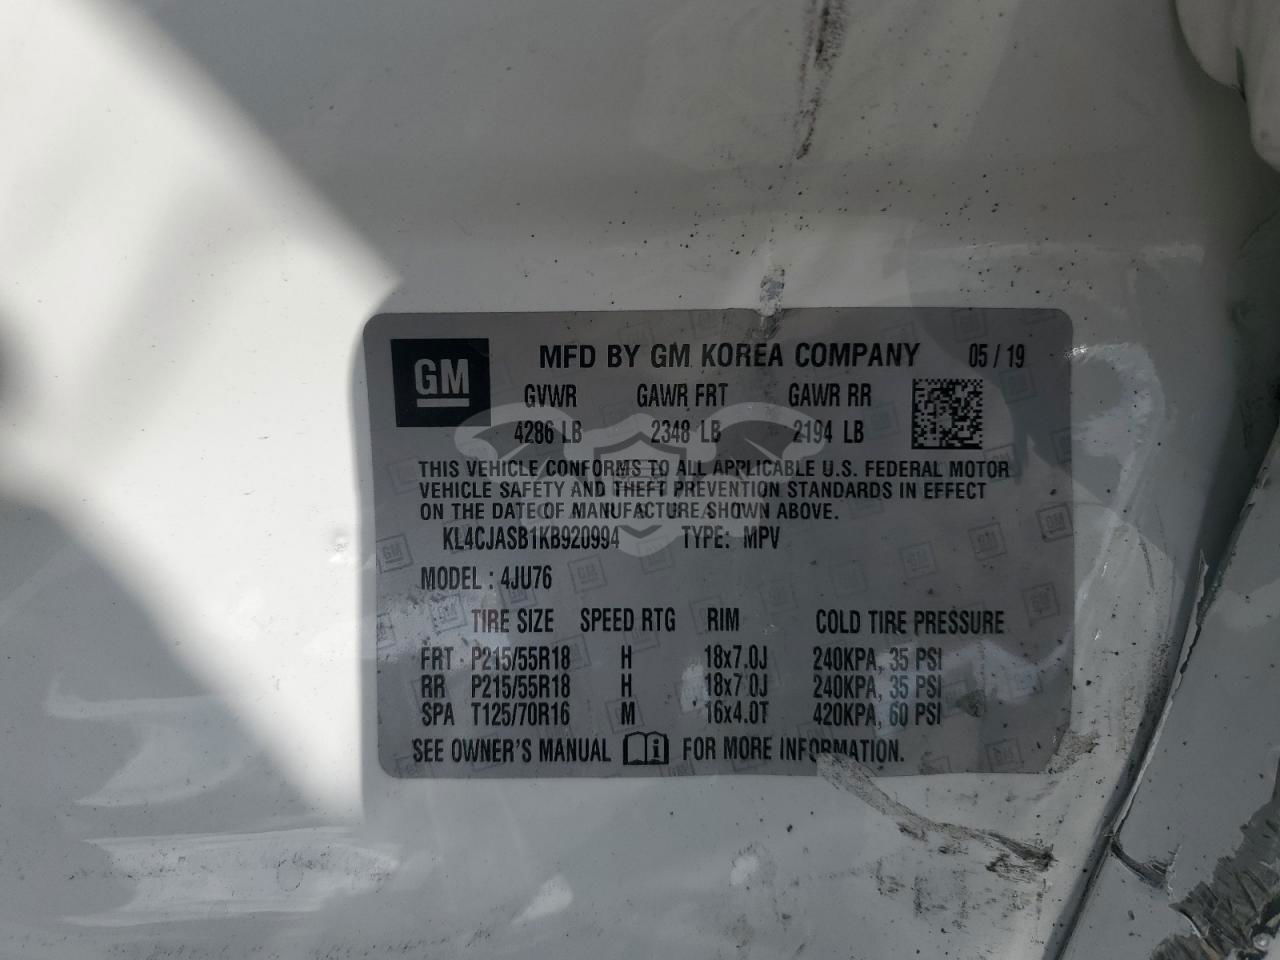 GM
MFD BY GM KOREA COMPANY 05 / 19
GVWR GAWR FRT GAWR RR
4286 LB 2348 LB 2194 LB
THIS VEHICLE CONFORMS TO ALL APPLICABLE U.S. FEDERAL MOTOR
VEHICLE SAFETY AND THEFT PREVENTION STANDARDS IN EFFECT
ON THE DATE OF MANUFACTURE SHOWN ABOVE.
KL4CJASB1KB920994 TYPE: MPV
MODEL : 4JU76
TIRE SIZE SPEED RTG RIM COLD TIRE PRESSURE
FRT P215/55R18 H 18x7.0J 240KPA, 35 PSI
RR P215/55R18 H 18x7.0J 240KPA, 35 PSI
SPA T125/70R16 M 16x4.0T 420KPA, 60 PSI
SEE OWNER'S MANUAL FOR MORE INFORMATION.